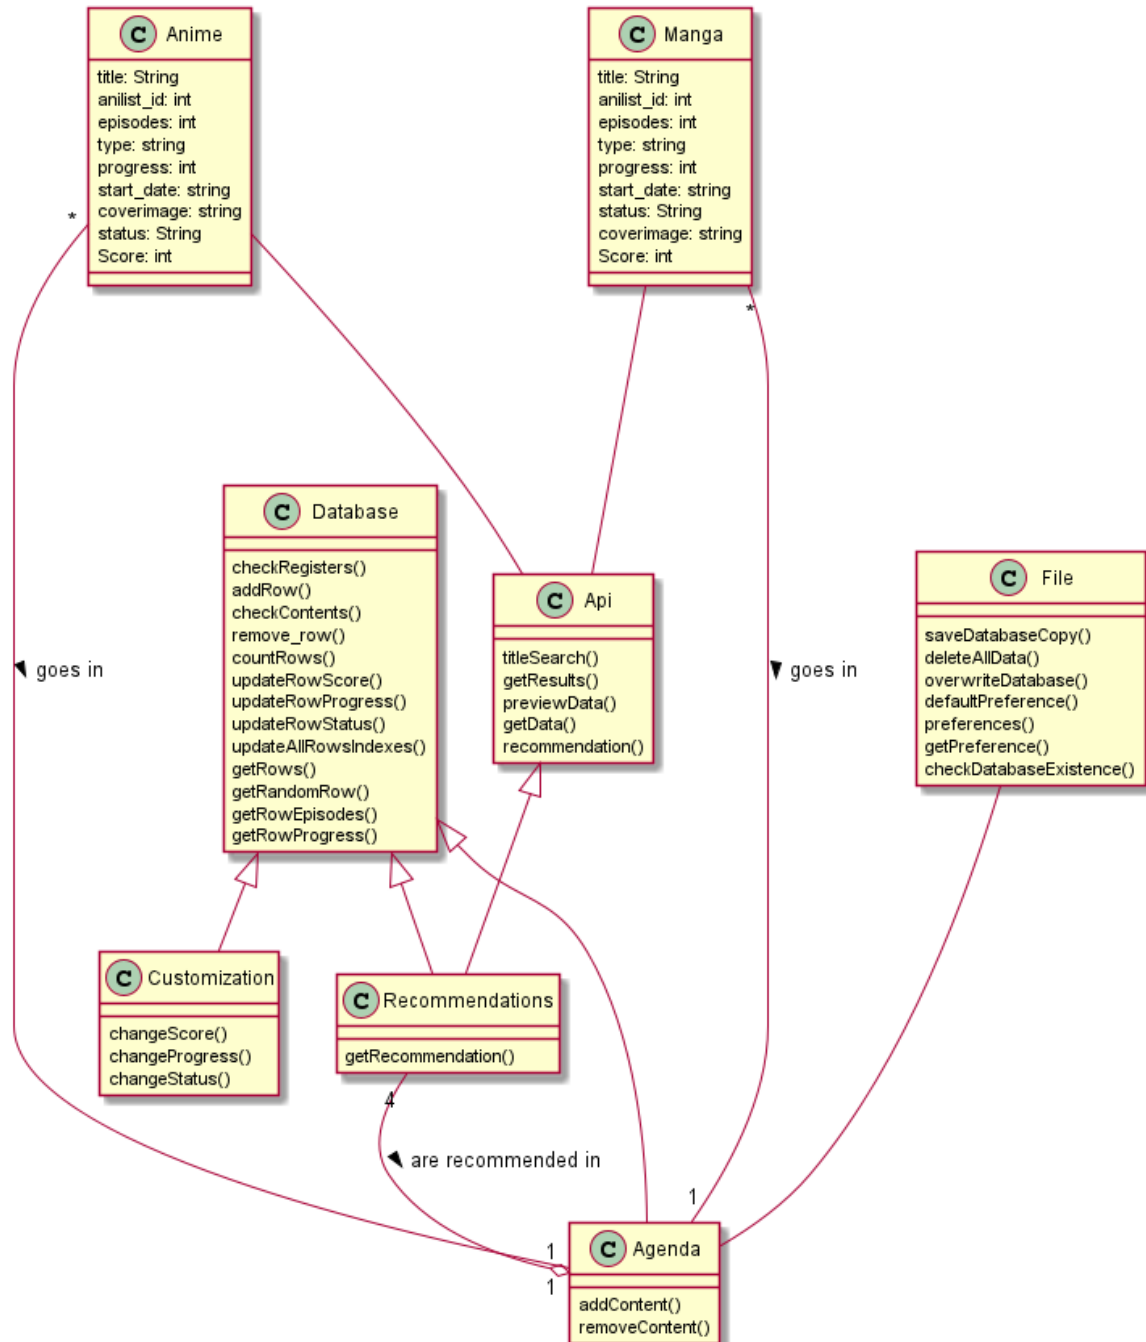 C Anime
title: String
anilist_id: int
episodes: int
type: string
progress: int
start_date: string
coverimage: string
status: String
Score: int
C Manga
title: String
anilist_id: int
episodes: int
type: string
progress: int
start_date: string
status: String
coverimage: string
Score: int
*
*
C Database
checkRegisters()
addRow()
checkContents()
remove_row()
countRows()
updateRowScore()
updateRowProgress()
updateRowStatus()
updateAllRowsIndexes()
getRows()
getRandomRow()
getRowEpisodes()
getRowProgress()
C Api
titleSearch()
getResults()
previewData()
getData()
recommendation()
C File
saveDatabaseCopy()
deleteAllData()
overwriteDatabase()
defaultPreference()
preferences()
getPreference()
checkDatabaseExistence()
goes in
goes in
C Customization
changeScore()
changeProgress()
changeStatus()
C Recommendations
getRecommendation()
4
are recommended in
1
1
1
C Agenda
addContent()
removeContent()